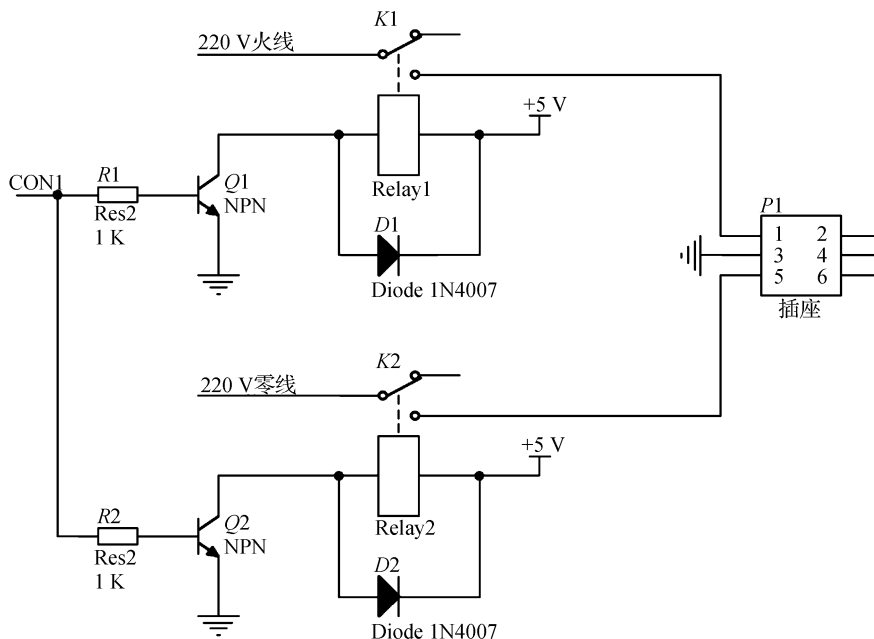 K1
220 V火线
+5 V
CON1
R1
Res2
1 K
Q1
NPN
Relay1
D1
Diode 1N4007
P1
1 2
3 4
5 6
插座
K2
220 V零线
+5 V
R2
Res2
1 K
Q2
NPN
Relay2
D2
Diode 1N4007